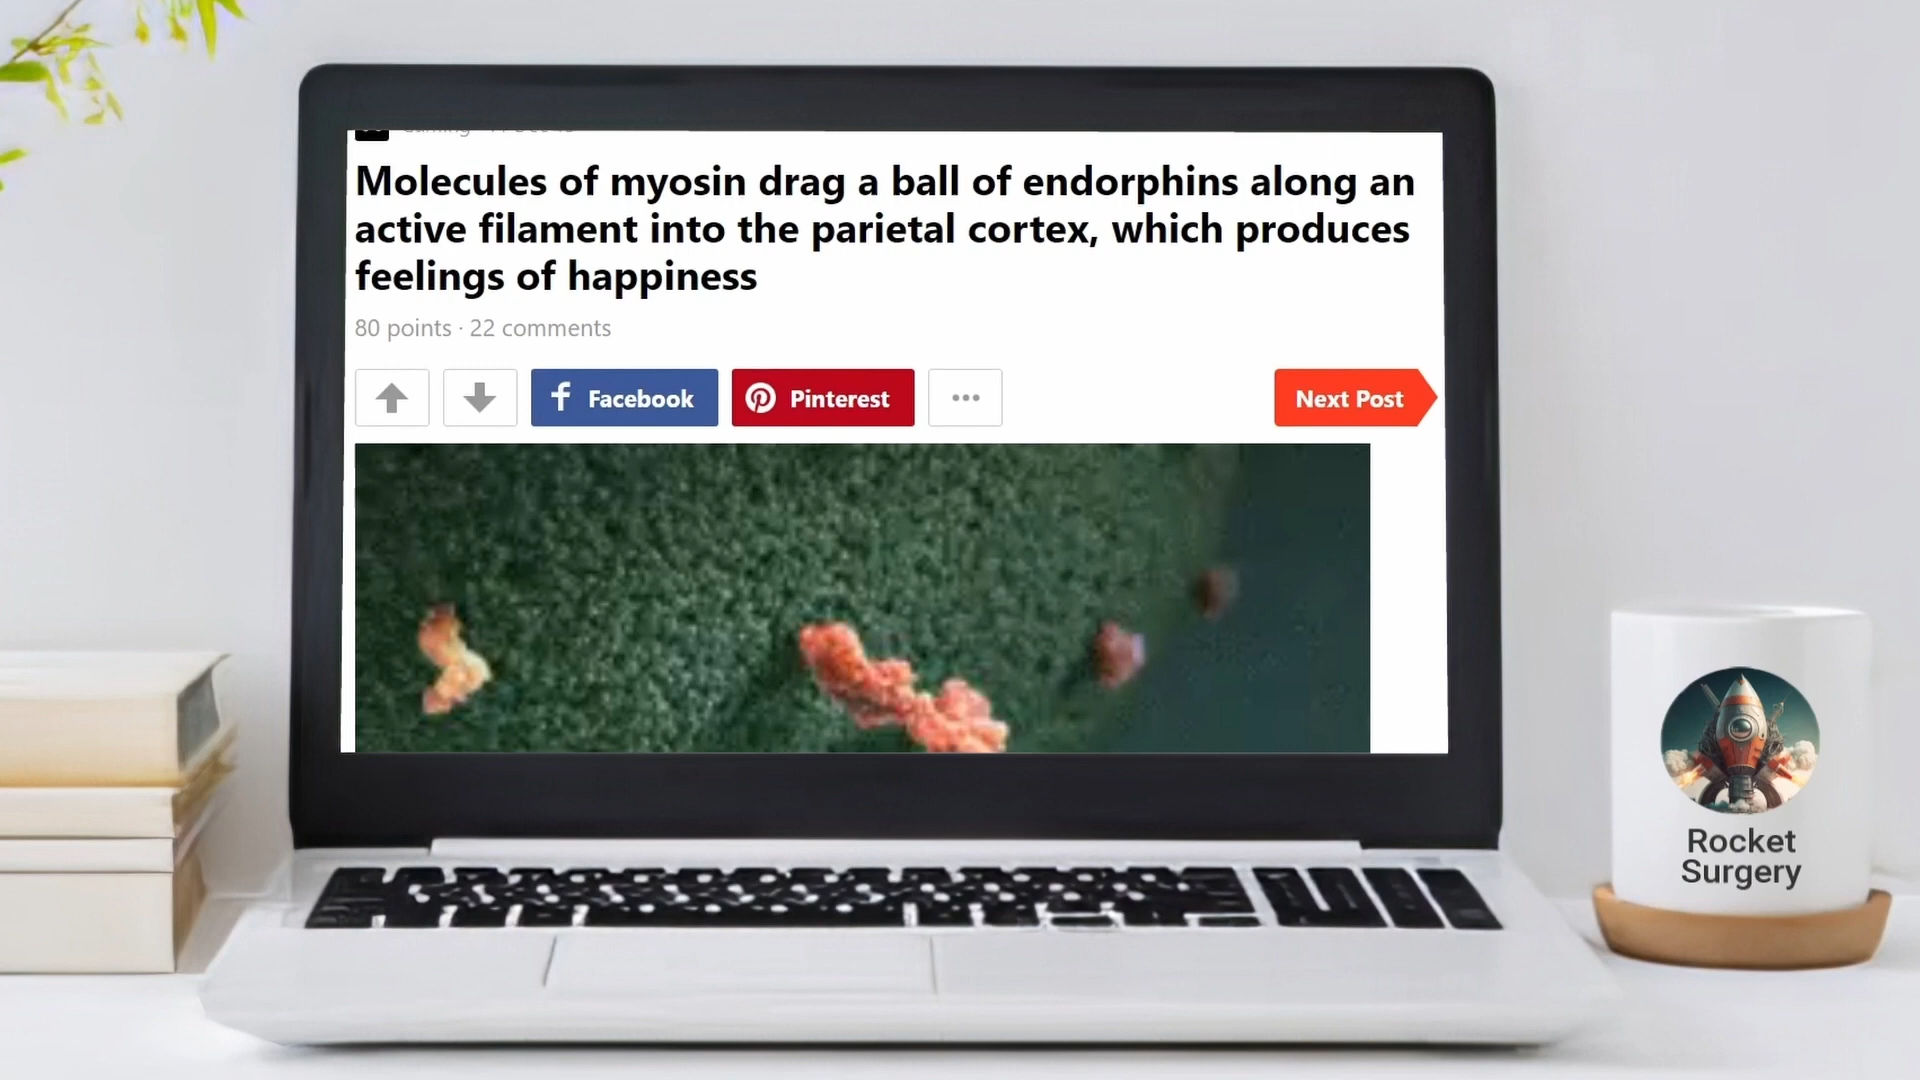 Molecules of myosin drag a ball of endorphins along an
active filament into the parietal cortex, which produces
feelings of happiness
80 points · 22 comments
Facebook
Pinterest
Next Post
Rocket
Surgery